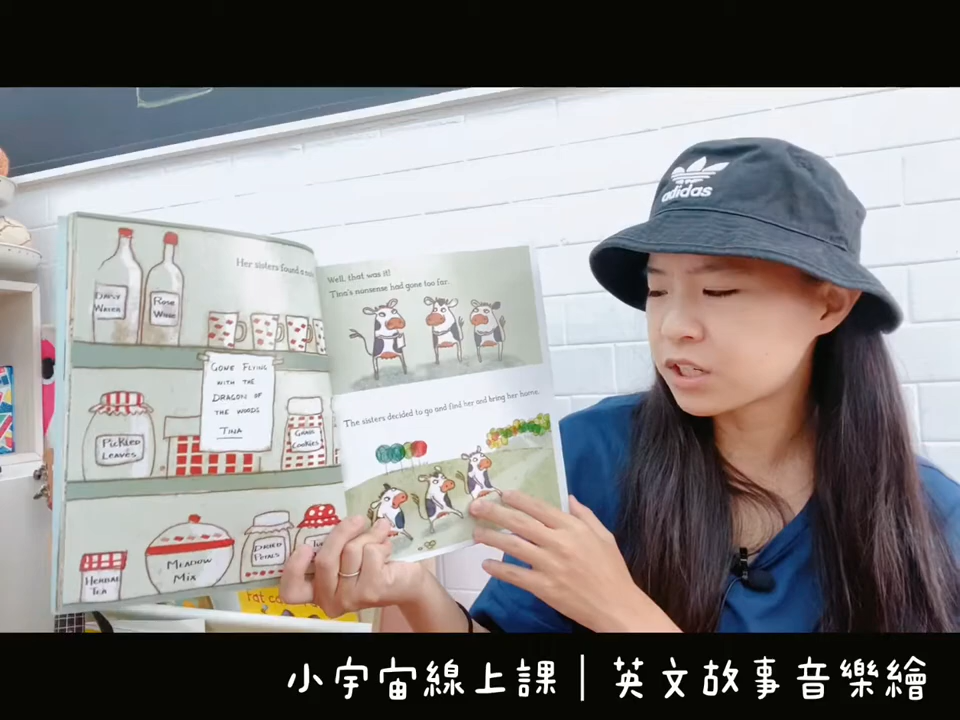 adidas
Her sisters found a
DAISY WATER
ROSE WATER
GONE FLYING
WITH THE
DRAGON OF
THE WOODS
TINA
PICKLED LEAVES
GRASS COOKIES
HERBAL TEA
MEADOW MIX
DRIED PETALS
Well, that was it!
Tina's nonsense had gone too far.
The sisters decided to go and find her and bring her home.
小宇宙線上課｜英文故事音樂繪